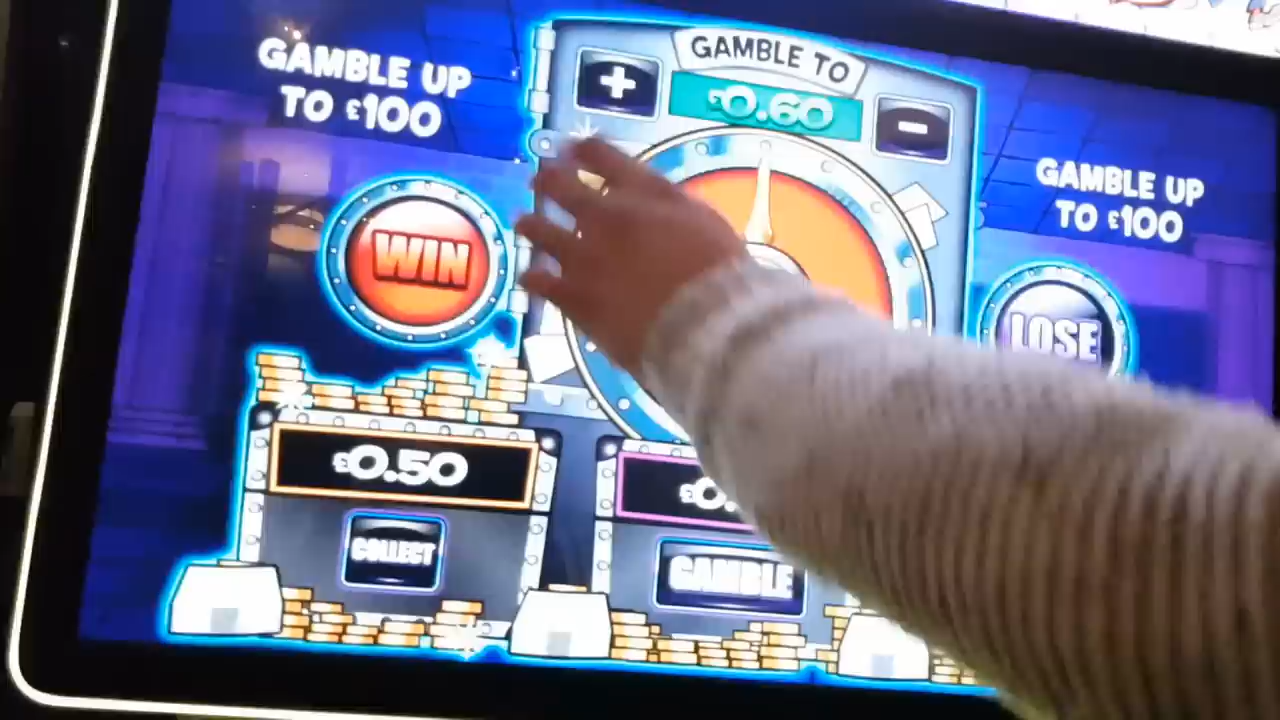 GAMBLE UP
TO £100
GAMBLE TO
+
£0.60
-
GAMBLE UP
TO £100
WIN
LOSE
£0.50
COLLECT
GAMBLE